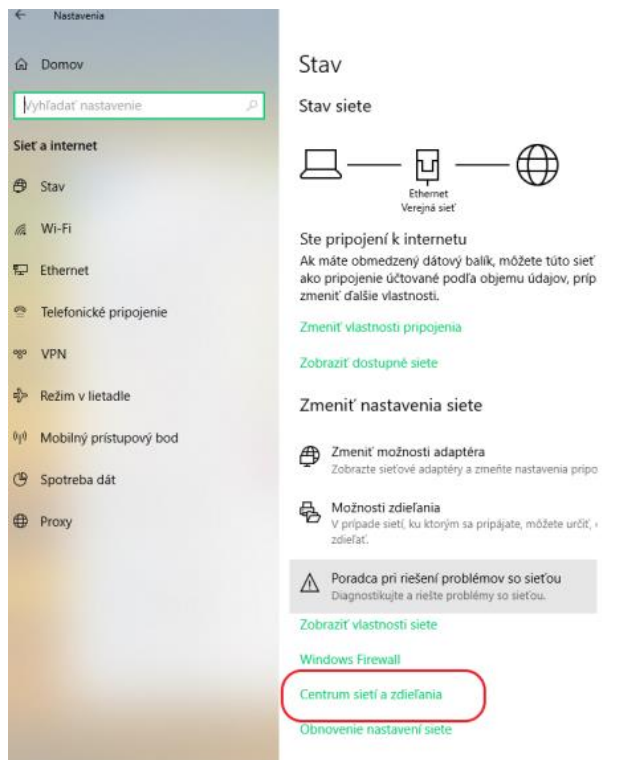 Nastavenia
Domov
Vyhľadať nastavenie
Sieť a internet
Stav
Wi-Fi
Ethernet
Telefonické pripojenie
VPN
Režim v lietadle
Mobilný prístupový bod
Spotreba dát
Proxy
Stav
Stav siete
Ethernet
Verejná sieť
Ste pripojení k internetu
Ak máte obmedzený dátový balík, môžete túto sieť
ako pripojenie účtované podľa objemu údajov, príp
zmeniť ďalšie vlastnosti.
Zmeniť vlastnosti pripojenia
Zobraziť dostupné siete
Zmeniť nastavenia siete
Zmeniť možnosti adaptéra
Zobrazte sieťové adaptéry a zmeňte nastavenia pripo
Možnosti zdieľania
V prípade sietí, ku ktorým sa pripájate, môžete určiť,
zdieľať.
Poradca pri riešení problémov so sieťou
Diagnostikujte a riešte problémy so sieťou.
Zobraziť vlastnosti siete
Windows Firewall
Centrum sietí a zdieľania
Obnovenie nastavení siete